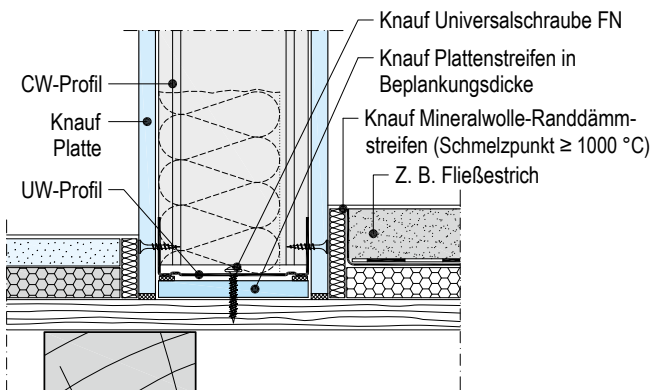 Knauf Universalschraube FN
Knauf Plattenstreifen in
Beplankungsdicke
CW-Profil
Knauf
Platte
UW-Profil
Knauf Mineralwolle-Randdämm-
streifen (Schmelzpunkt ≥ 1000 °C)
Z. B. Fließestrich